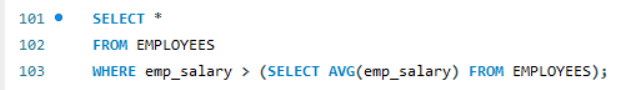 101 SELECT *
102 FROM EMPLOYEES
103 WHERE emp_salary > (SELECT AVG(emp_salary) FROM EMPLOYEES);